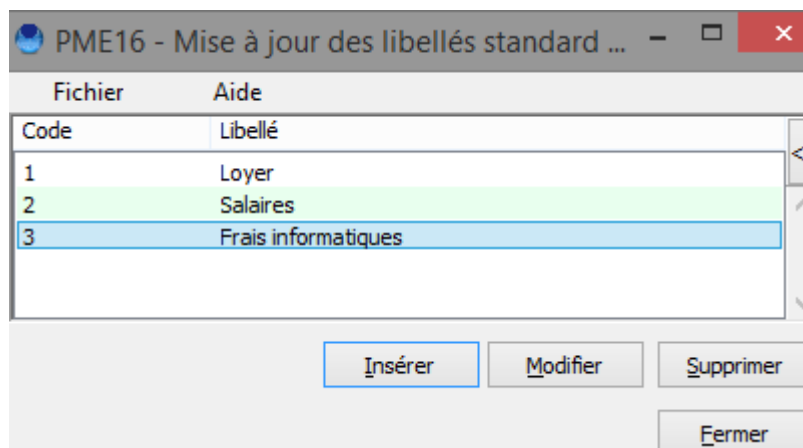 PME16 - Mise à jour des libellés standard ...
Fichier Aide
Code Libellé
1 Loyer
2 Salaires
3 Frais informatiques
Insérer Modifier Supprimer
Fermer